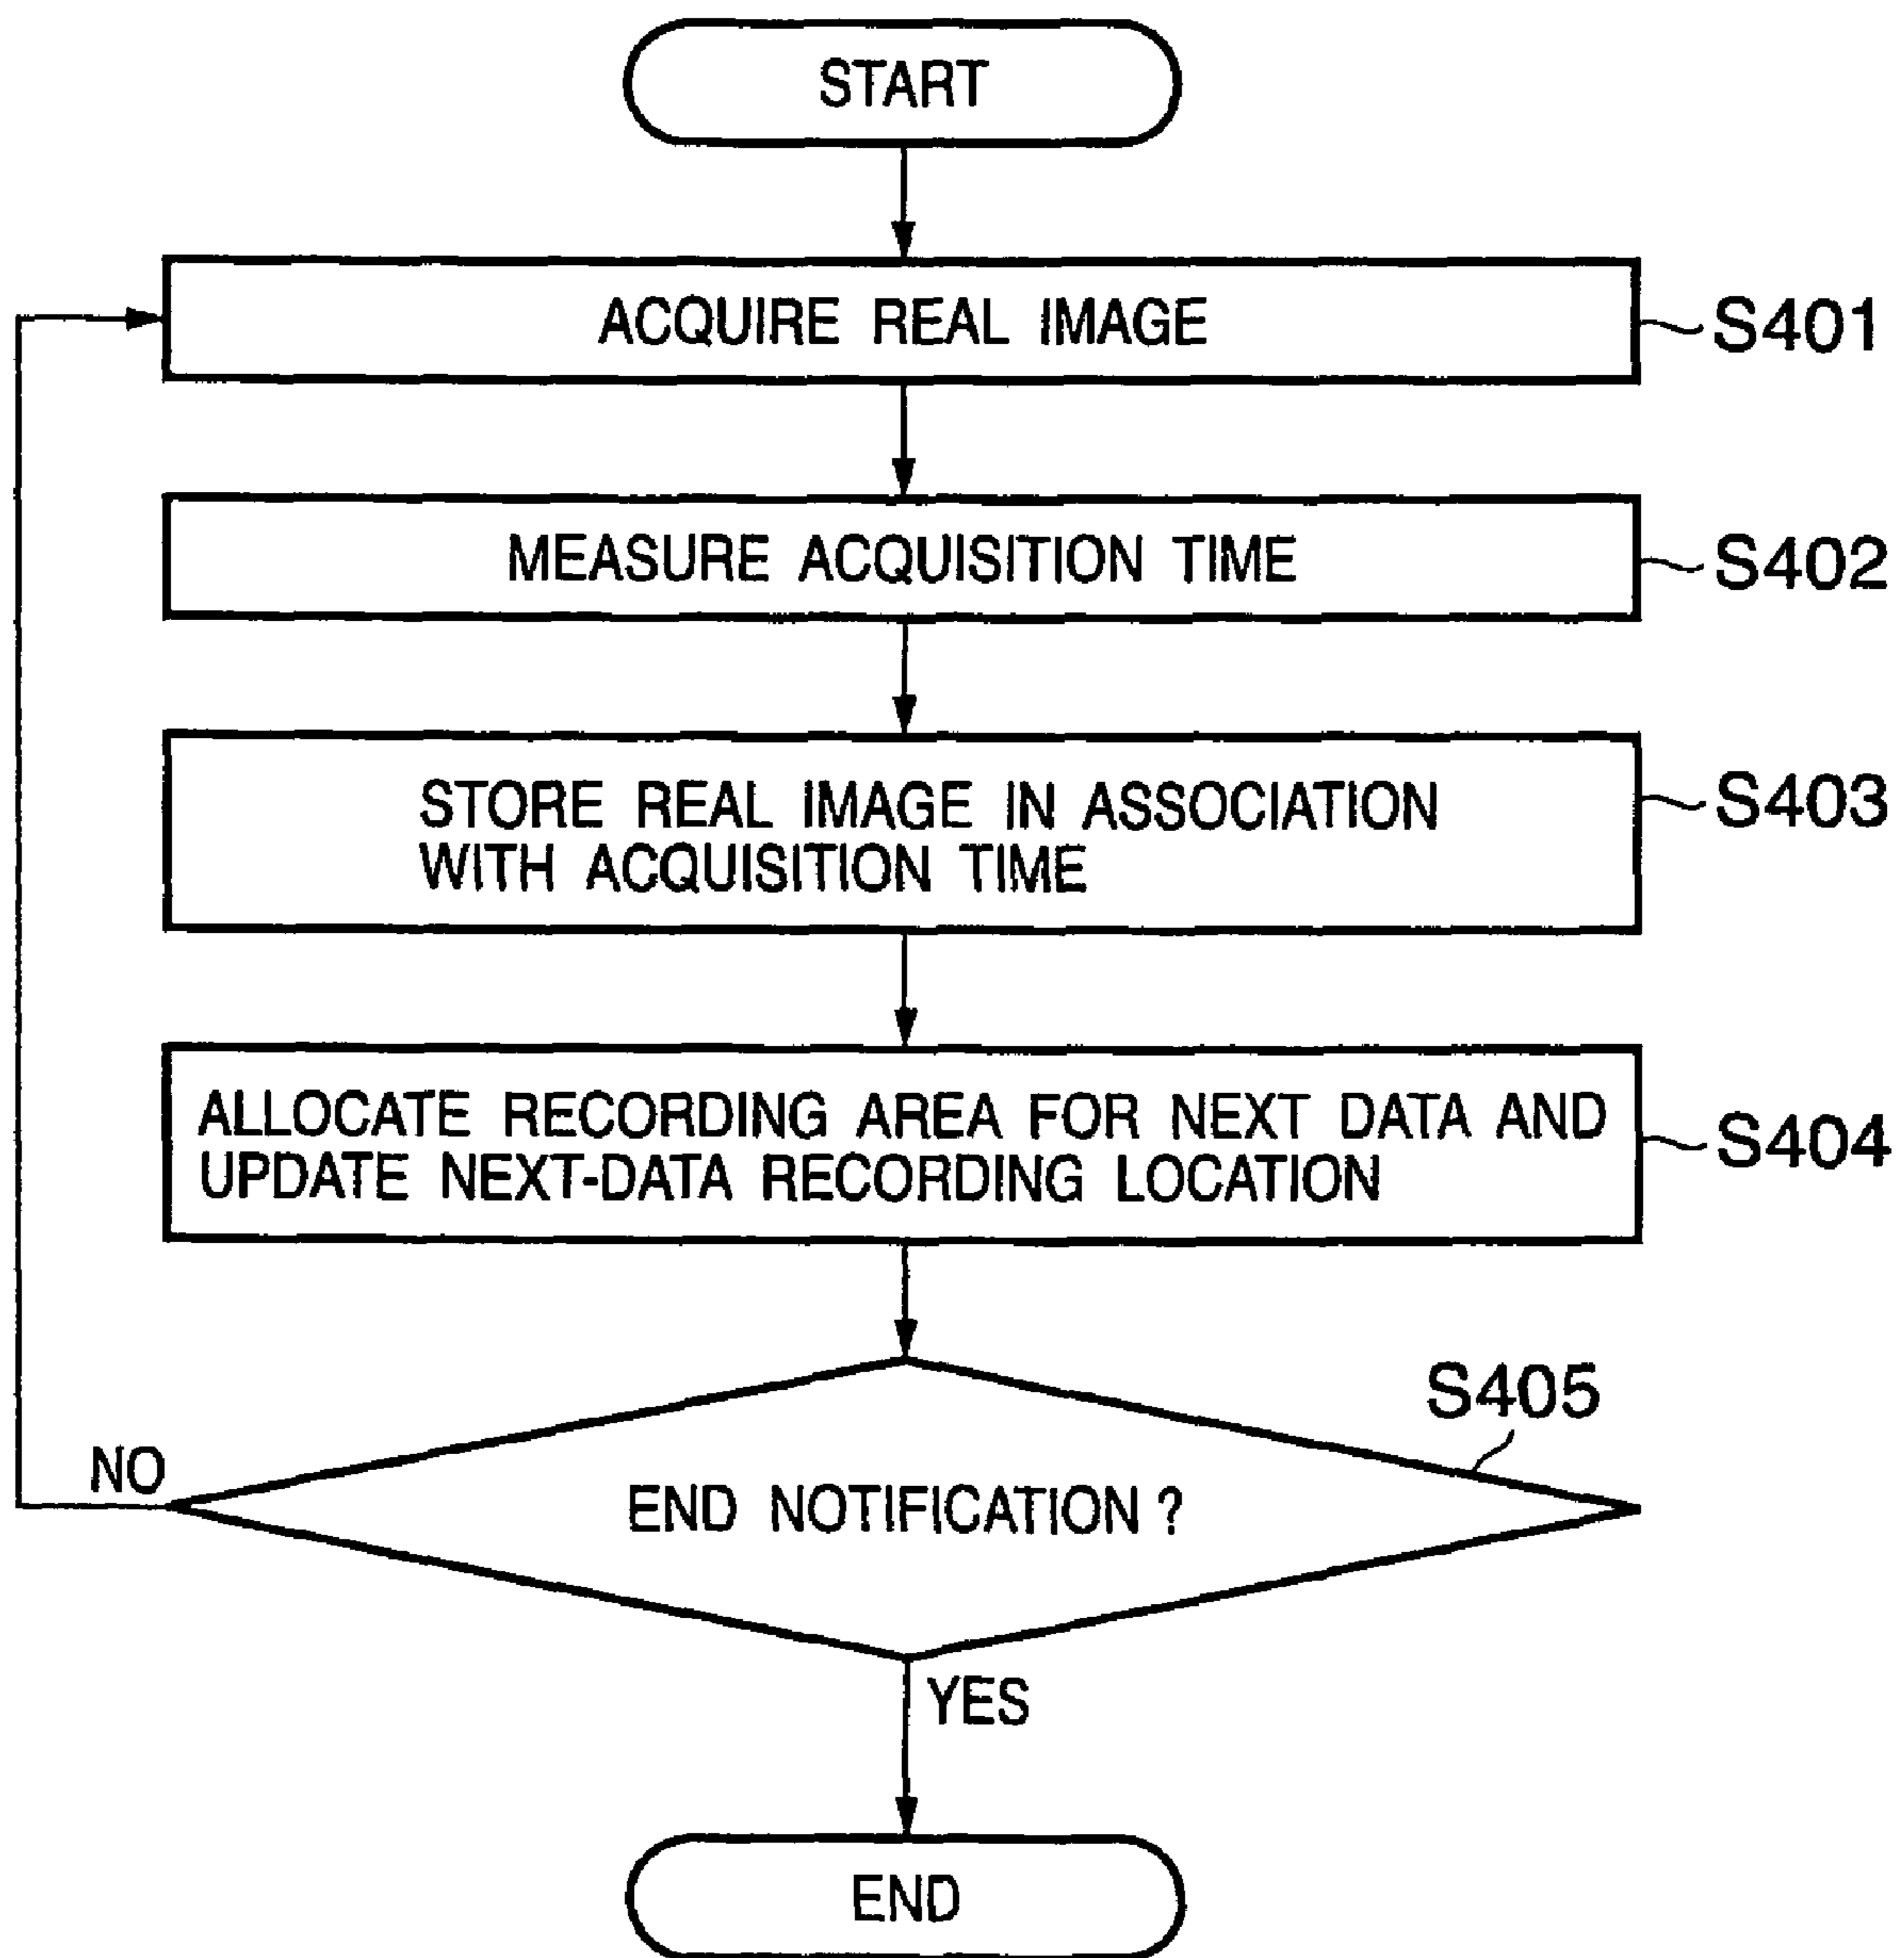 START
ACQUIRE REAL IMAGE
S401
MEASURE ACQUISITION TIME
S402
STORE REAL IMAGE IN ASSOCIATION
WITH ACQUISITION TIME
S403
ALLOCATE RECORDING AREA FOR NEXT DATA AND
UPDATE NEXT-DATA RECORDING LOCATION
S404
S405
NO
END NOTIFICATION ?
YES
END